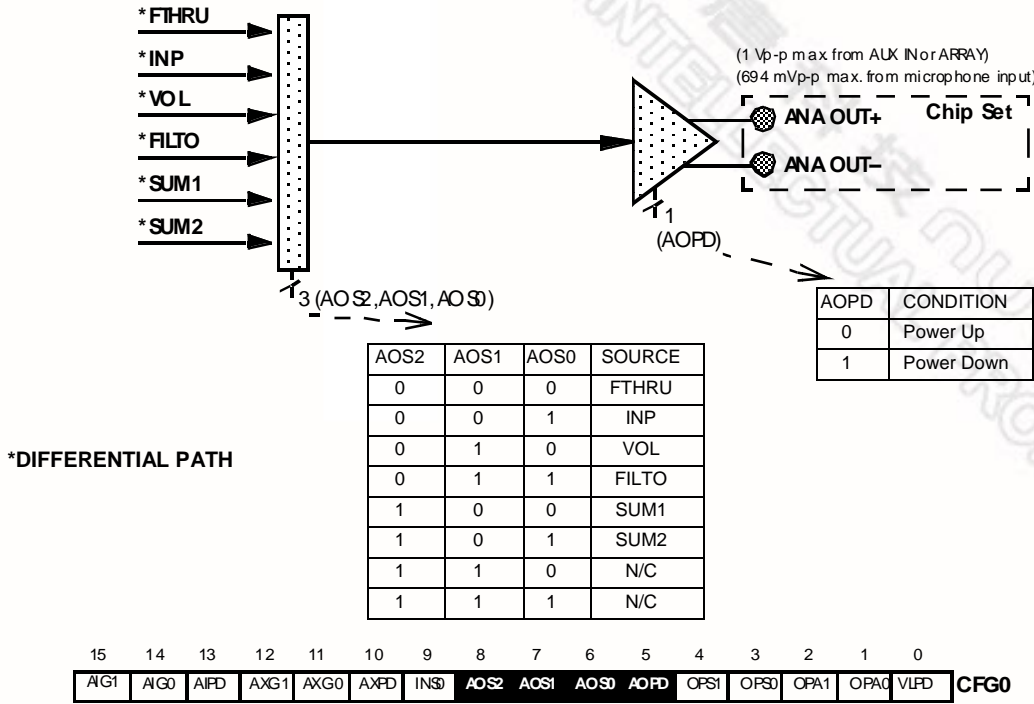 *FTHRU
*INP
*VOL
*FILTO
*SUM1
*SUM2
3 (AOS2,AOS1,AOS0)
(1 Vp-p max. from AUX IN or ARRAY)
(694 mVp-p max. from microphone input)
Chip Set
ANA OUT+
ANA OUT–
1
(AOPD)
AOPD CONDITION
0 Power Up
1 Power Down
AOS2 AOS1 AOS0 SOURCE
0 0 0 FTHRU
0 0 1 INP
0 1 0 VOL
0 1 1 FILTO
1 0 0 SUM1
1 0 1 SUM2
1 1 0 N/C
1 1 1 N/C
*DIFFERENTIAL PATH
15 14 13 12 11 10 9 8 7 6 5 4 3 2 1 0
AIG1 AIG0 AIPD AXG1 AXG0 AXPD INS0 AOS2 AOS1 AOS0 AOPD OPS1 OPS0 OPA1 OPA0 VLPD CFG0